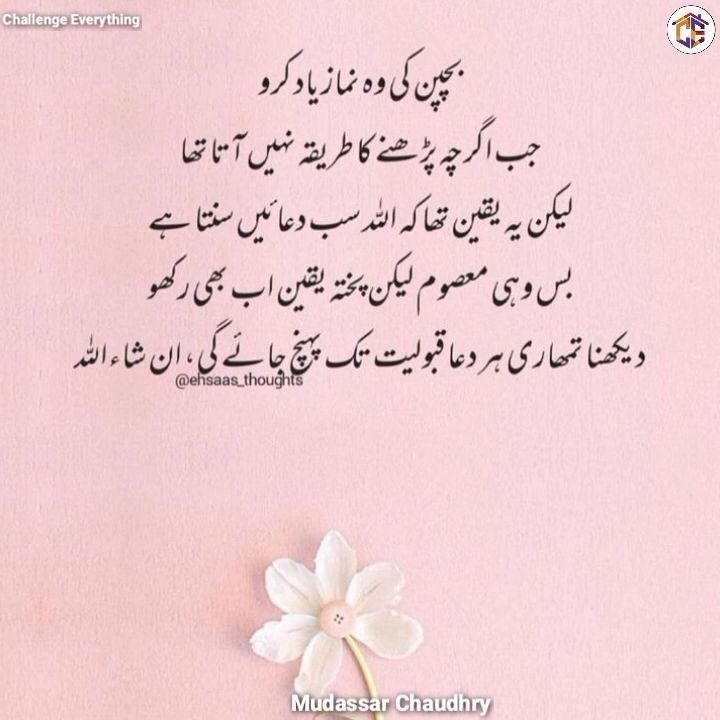 Challenge Everything
بچپن کی وہ نماز یاد کرو
جب اگرچہ پڑھنے کا طریقہ نہیں آتا تھا
لیکن یہ یقین تھا کہ اللہ سب دعائیں سنتا ہے
بس وہی معصوم لیکن پختہ یقین اب بھی رکھو
دیکھنا تمھاری ہر دعا قبولیت تک پہنچ جائے گی، ان شاء اللہ
@ehsaas_thoughts
Mudassar Chaudhry